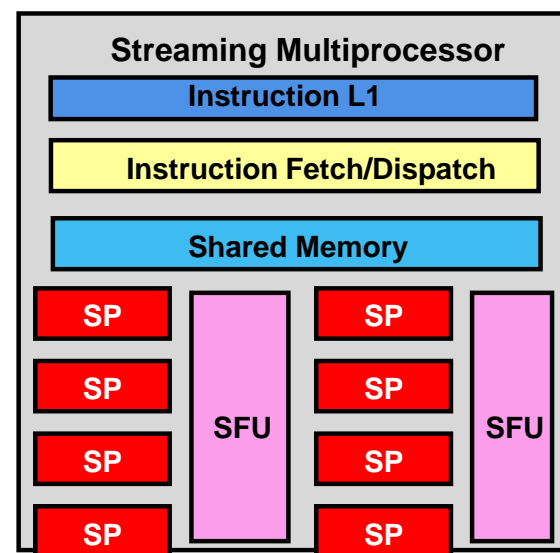 Streaming Multiprocessor
Instruction L1
Instruction Fetch/Dispatch
Shared Memory
SP
SP
SP
SP
SFU
SFU
SP
SP
SP
SP